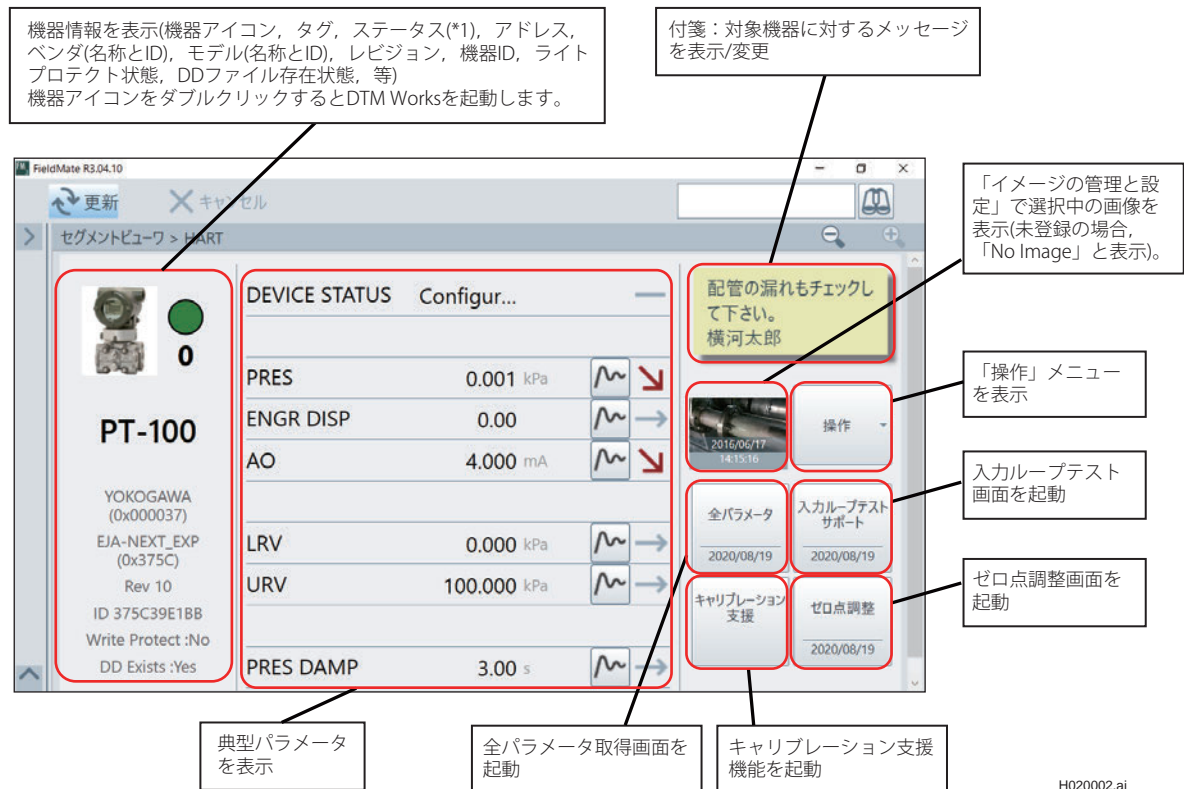 機器情報を表示(機器アイコン，タグ，ステータス(*1)，アドレス，
ベンダ(名称とID)，モデル(名称とID)，レビジョン，機器ID，ライト
プロテクト状態，DDファイル存在状態，等)
機器アイコンをダブルクリックするとDTM Worksを起動します。
付箋：対象機器に対するメッセージ
を表示/変更
FieldMate R3.04.10
更新
キャンセル
セグメントビューワ > HART
「イメージの管理と設
定」で選択中の画像を
表示(未登録の場合，
「No Image」と表示)。
0
PT-100
YOKOGAWA
(0x000037)
EJA-NEXT_EXP
(0x375C)
Rev 10
ID 375C39E1BB
Write Protect :No
DD Exists :Yes
DEVICE STATUS Configur...
PRES 0.001 kPa
ENGR DISP 0.00
AO 4.000 mA
LRV 0.000 kPa
URV 100.000 kPa
PRES DAMP 3.00 s
配管の漏れもチェックし
て下さい。
横河太郎
2016/06/17
14:15:16
操作
全パラメータ
2020/08/19
入力ループテスト
サポート
2020/08/19
キャリブレーション
支援
ゼロ点調整
2020/08/19
「操作」メニュー
を表示
入力ループテスト
画面を起動
ゼロ点調整画面を
起動
典型パラメータ
を表示
全パラメータ取得画面を
起動
キャリブレーション支援
機能を起動
H020002.ai